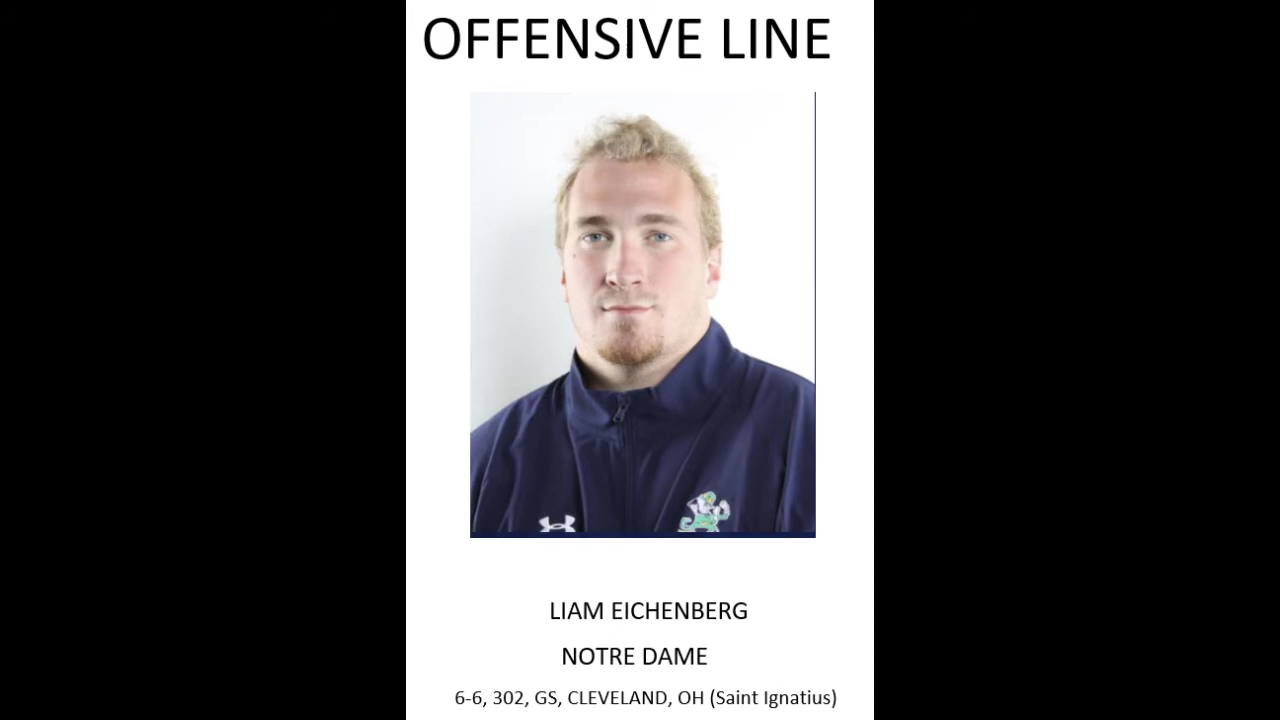 OFFENSIVE LINE
LIAM EICHENBERG
NOTRE DAME
6-6, 302, GS, CLEVELAND, OH (Saint Ignatius)